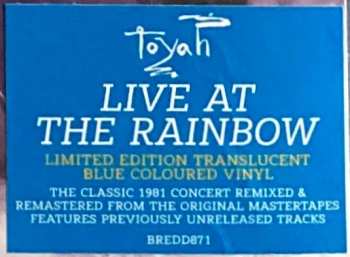 toyah
LIVE AT
THE RAINBOW
LIMITED EDITION TRANSLUCENT
BLUE COLOURED VINYL
THE CLASSIC 1981 CONCERT REMIXED &
REMASTERED FROM THE ORIGINAL MASTERTAPES
FEATURES PREVIOUSLY UNRELEASED TRACKS
BREDD871